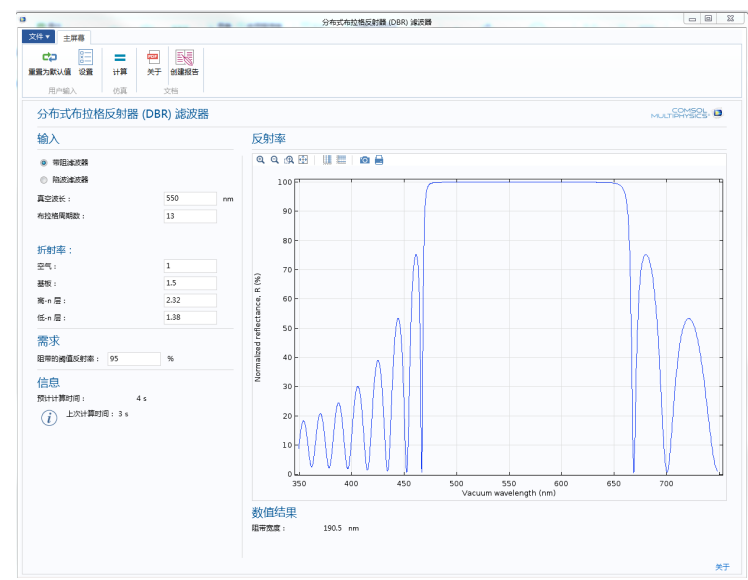 分布式布拉格反射器 (DBR) 滤波器
文件
主屏幕
重置为默认值 设置 计算 关于 创建报告
用户输入 仿真 文档
分布式布拉格反射器 (DBR) 滤波器
COMSOL
MULTIPHYSICS®
输入
带阻滤波器
陷波滤波器
真空波长： 550 nm
布拉格周期数： 13
折射率：
空气： 1
基板： 1.5
高-n 层： 2.32
低-n 层： 1.38
需求
阻带的阈值反射率： 95 %
信息
预计计算时间： 4 s
上次计算时间： 3 s
反射率
100
90
80
70
60
50
40
30
20
10
0
Normalized reflectance, R (%)
350 400 450 500 550 600 650 700
Vacuum wavelength (nm)
数值结果
阻带宽度： 190.5 nm
关于